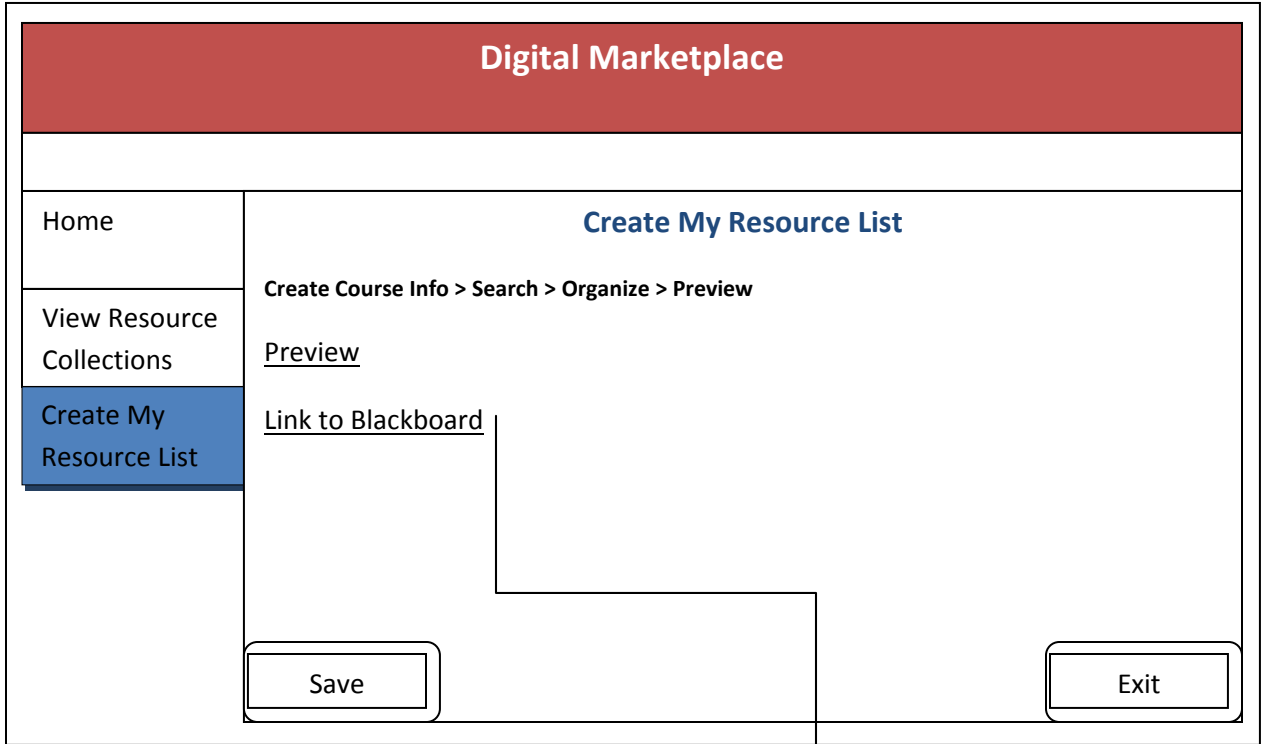 Digital Marketplace
Home
View Resource
Collections
Create My
Resource List
Create My Resource List
Create Course Info > Search > Organize > Preview
Preview
Link to Blackboard
Save
Exit